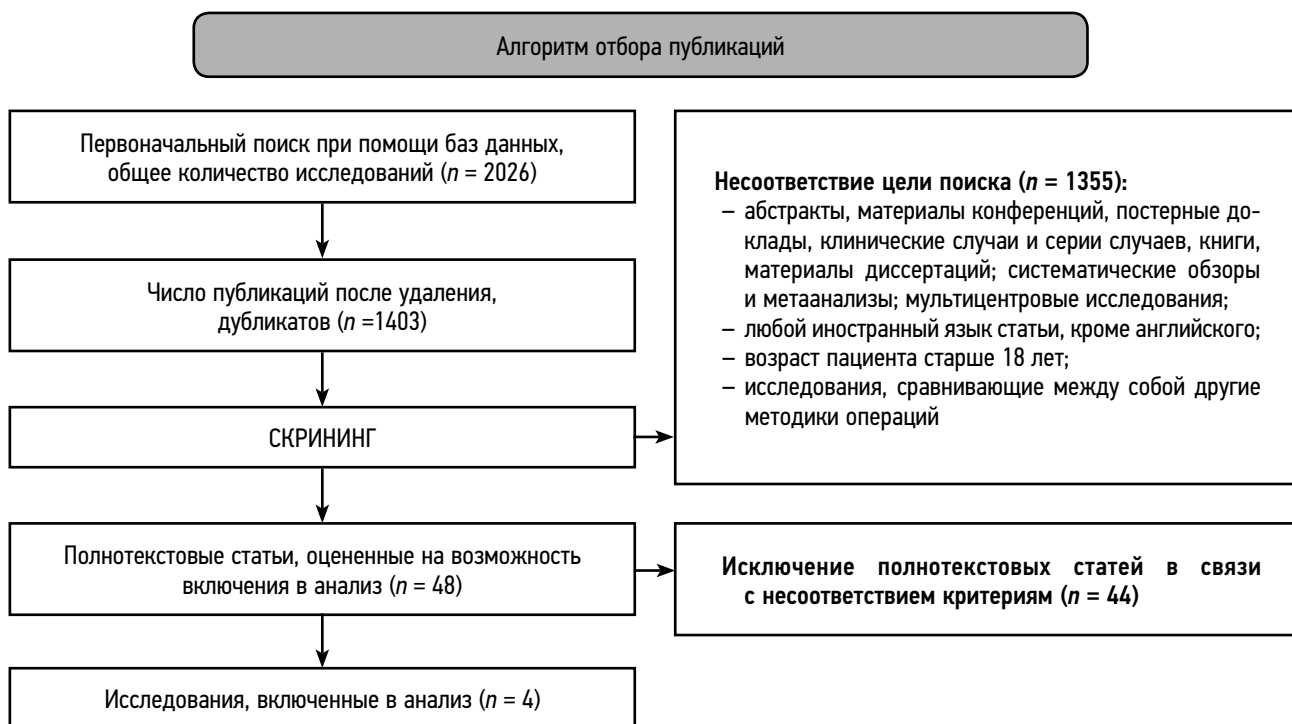 Алгоритм отбора публикаций
Первоначальный поиск при помощи баз данных,
общее количество исследований (n = 2026)
Число публикаций после удаления,
дубликатов (n =1403)
СКРИНИНГ
Несоответствие цели поиска (n = 1355):
– абстракты, материалы конференций, постерные до-
клады, клинические случаи и серии случаев, книги,
материалы диссертаций; систематические обзоры
и метаанализы; мультицентровые исследования;
– любой иностранный язык статьи, кроме английского;
– возраст пациента старше 18 лет;
– исследования, сравнивающие между собой другие
методики операций
Полнотекстовые статьи, оцененные на возможность
включения в анализ (n = 48)
Исключение полнотекстовых статей в связи
с несоответствием критериям (n = 44)
Исследования, включенные в анализ (n = 4)